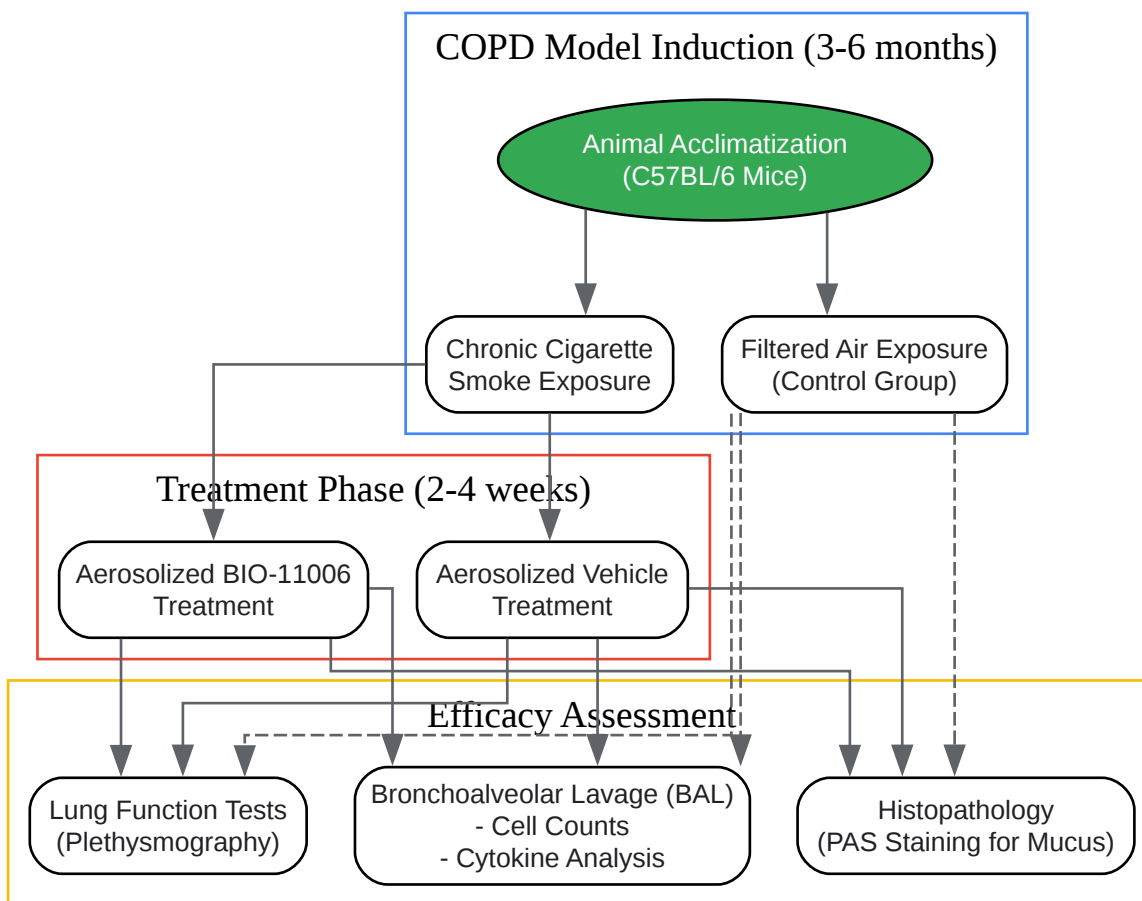 COPD Model Induction (3-6 months)
Animal Acclimatization
(C57BL/6 Mice)
Chronic Cigarette
Smoke Exposure
Filtered Air Exposure
(Control Group)
Treatment Phase (2-4 weeks)
Aerosolized BIO-11006
Treatment
Aerosolized Vehicle
Treatment
Efficacy Assessment
Lung Function Tests
(Plethysmography)
Bronchoalveolar Lavage (BAL)
- Cell Counts
- Cytokine Analysis
Histopathology
(PAS Staining for Mucus)